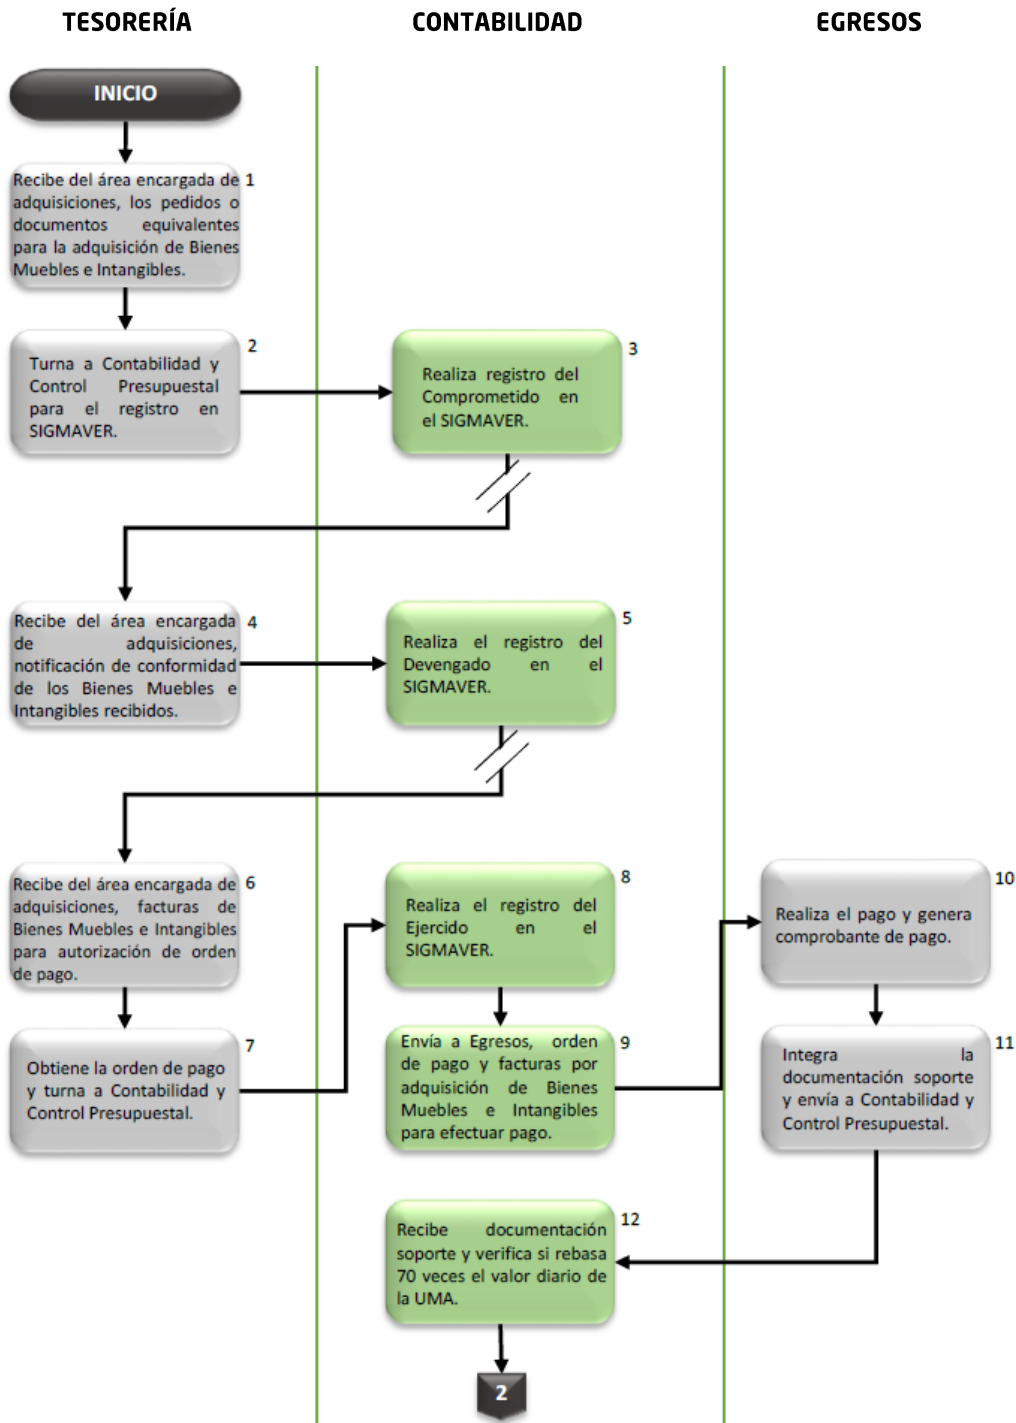 TESORERÍA
CONTABILIDAD
EGRESOS
INICIO
1
Recibe del área encargada de
adquisiciones, los pedidos o
documentos equivalentes
para la adquisición de Bienes
Muebles e Intangibles.
2
Turna a Contabilidad y
Control Presupuestal
para el registro en
SIGMAVER.
3
Realiza registro del
Comprometido en
el SIGMAVER.
4
Recibe del área encargada
de adquisiciones,
notificación de conformidad
de los Bienes Muebles e
Intangibles recibidos.
5
Realiza el registro del
Devengado en el
SIGMAVER.
6
Recibe del área encargada de
adquisiciones, facturas de
Bienes Muebles e Intangibles
para autorización de orden
de pago.
7
Obtiene la orden de pago
y turna a Contabilidad y
Control Presupuestal.
8
Realiza el registro del
Ejercido en el
SIGMAVER.
9
Envía a Egresos, orden
de pago y facturas por
adquisición de Bienes
Muebles e Intangibles
para efectuar pago.
10
Realiza el pago y genera
comprobante de pago.
11
Integra la
documentación soporte
y envía a Contabilidad y
Control Presupuestal.
12
Recibe documentación
soporte y verifica si rebasa
70 veces el valor diario de
la UMA.
2